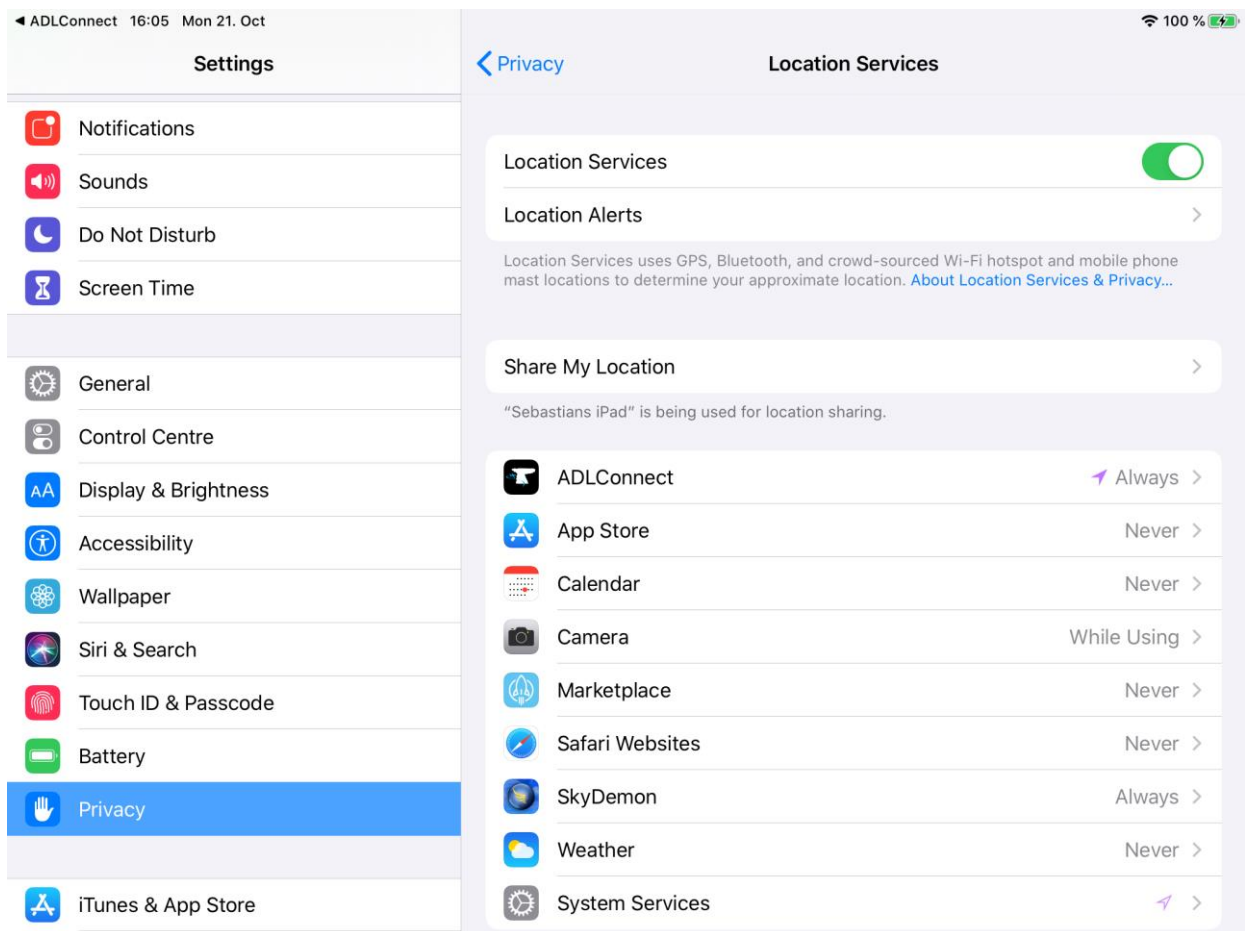 ADLConnect 16:05 Mon 21. Oct
100 %
Settings
Notifications
Sounds
Do Not Disturb
Screen Time
General
Control Centre
AA Display & Brightness
Accessibility
Wallpaper
Siri & Search
Touch ID & Passcode
Battery
Privacy
iTunes & App Store
Privacy
Location Services
Location Services
Location Alerts
Location Services uses GPS, Bluetooth, and crowd-sourced Wi-Fi hotspot and mobile phone
mast locations to determine your approximate location. About Location Services & Privacy...
Share My Location
“Sebastians iPad” is being used for location sharing.
ADLConnect Always
App Store Never
Calendar Never
Camera While Using
Marketplace Never
Safari Websites Never
SkyDemon Always
Weather Never
System Services